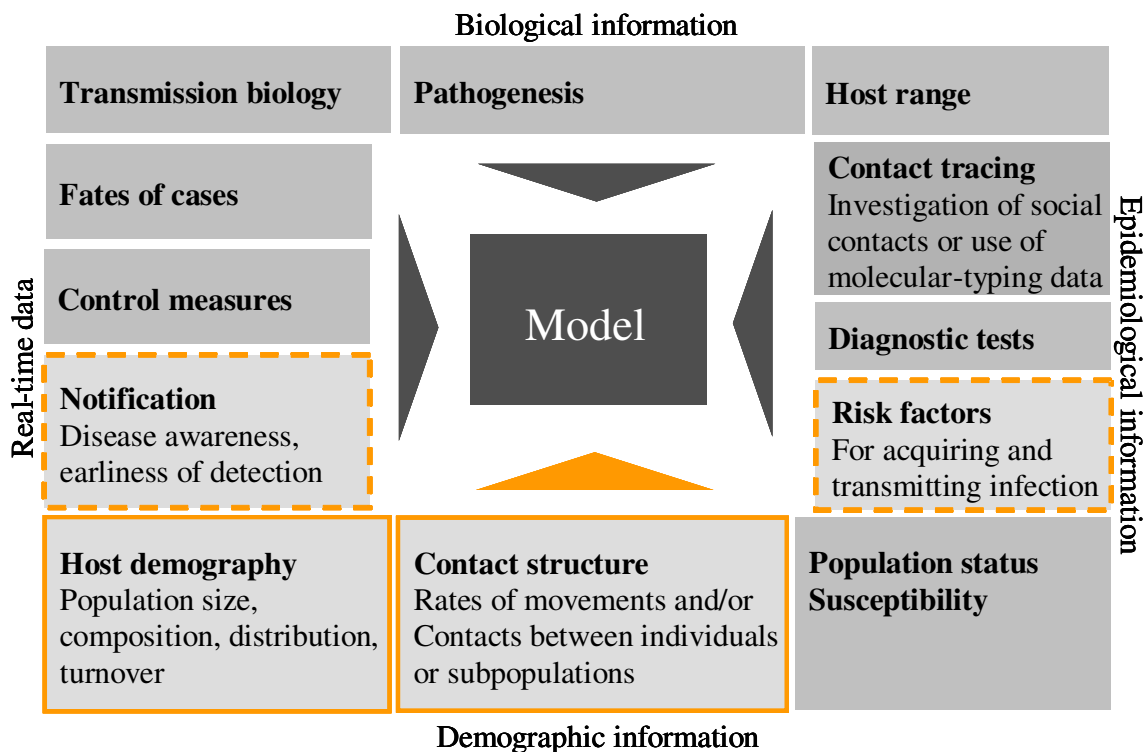 Biological information
Transmission biology
Pathogenesis
Host range
Fates of cases
Control measures
Notification
Disease awareness,
earliness of detection
Real-time data
Model
Contact tracing
Investigation of social
contacts or use of
molecular-typing data
Diagnostic tests
Risk factors
For acquiring and
transmitting infection
Epidemiological information
Host demography
Population size,
composition, distribution,
turnover
Contact structure
Rates of movements and/or
Contacts between individuals
or subpopulations
Population status
Susceptibility
Demographic information